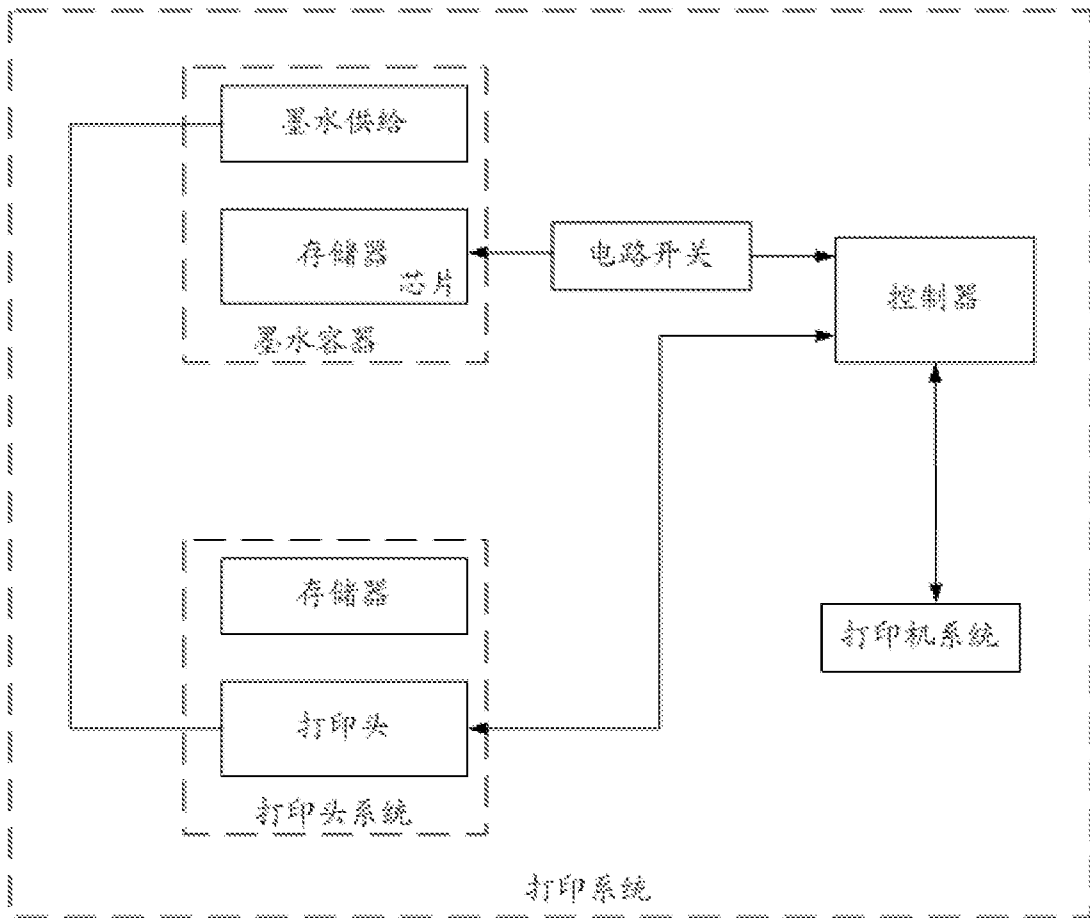 墨水供给
存储器
芯片
墨水容器
电路开关
控制器
存储器
打印头
打印头系统
打印机系统
打印系统